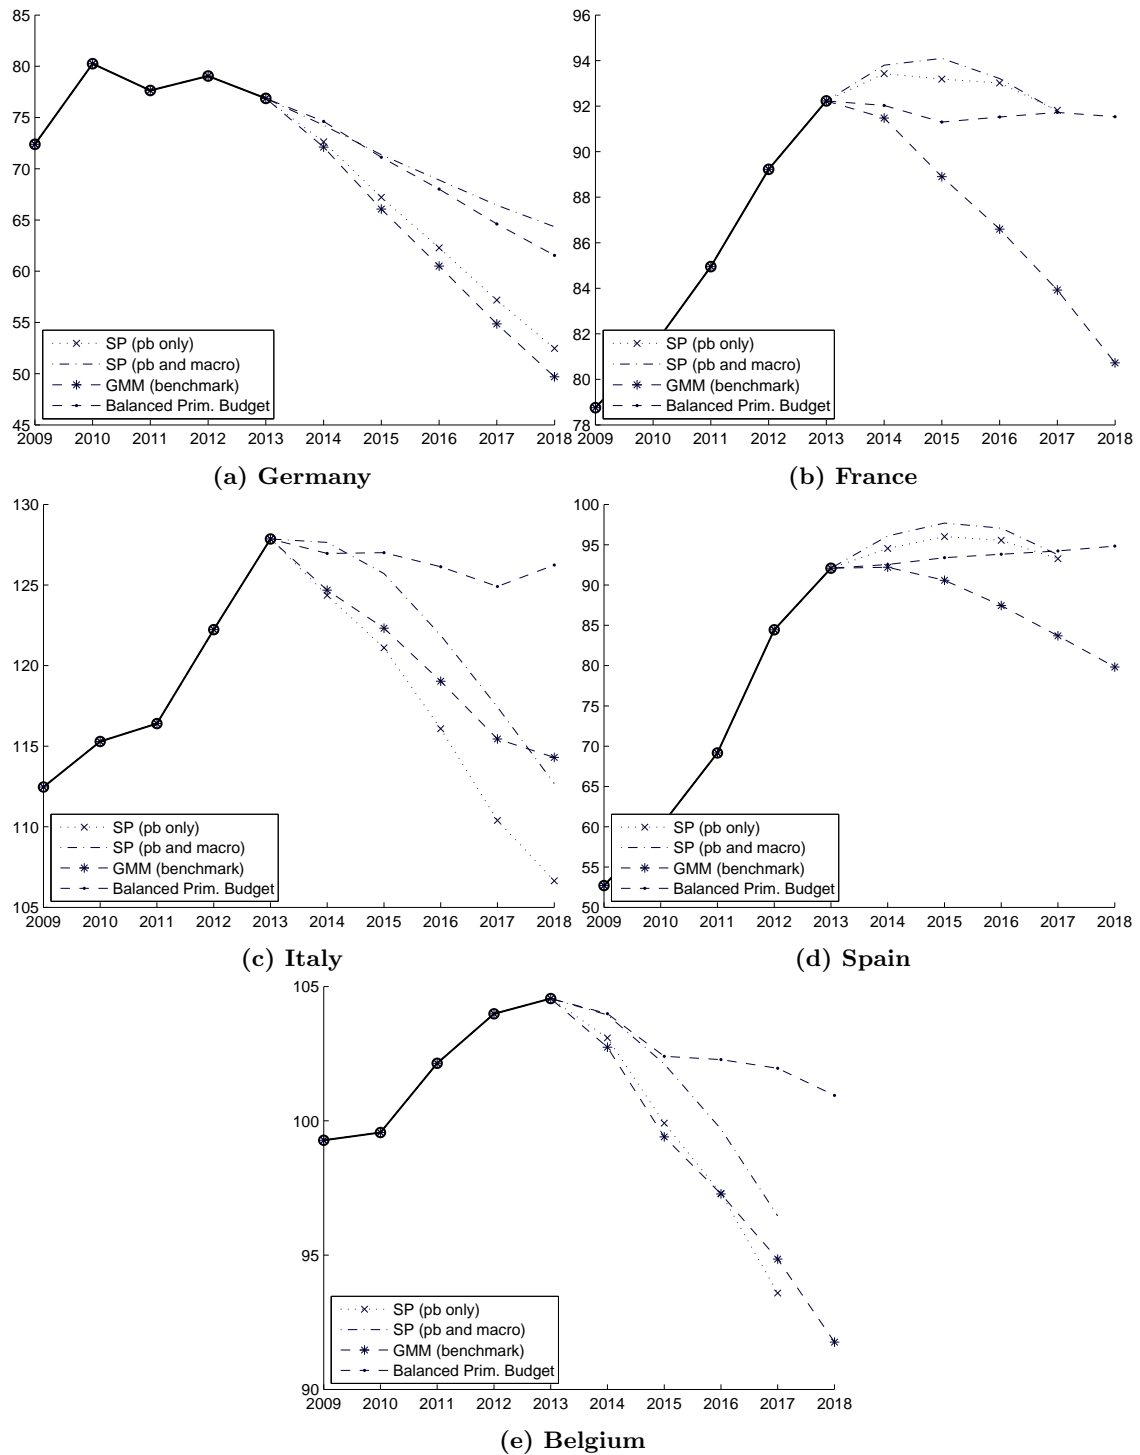 85
80
75
70
65
60
55
50
45
2009 2010 2011 2012 2013 2014 2015 2016 2017 2018
SP (pb only)
SP (pb and macro)
GMM (benchmark)
Balanced Prim. Budget
(a) Germany
96
94
92
90
88
86
84
82
80
78
2009 2010 2011 2012 2013 2014 2015 2016 2017 2018
SP (pb only)
SP (pb and macro)
GMM (benchmark)
Balanced Prim. Budget
(b) France
130
125
120
115
110
105
2009 2010 2011 2012 2013 2014 2015 2016 2017 2018
SP (pb only)
SP (pb and macro)
GMM (benchmark)
Balanced Prim. Budget
(c) Italy
100
95
90
85
80
75
70
65
60
55
50
2009 2010 2011 2012 2013 2014 2015 2016 2017 2018
SP (pb only)
SP (pb and macro)
GMM (benchmark)
Balanced Prim. Budget
(d) Spain
105
100
95
90
2009 2010 2011 2012 2013 2014 2015 2016 2017 2018
SP (pb only)
SP (pb and macro)
GMM (benchmark)
Balanced Prim. Budget
(e) Belgium